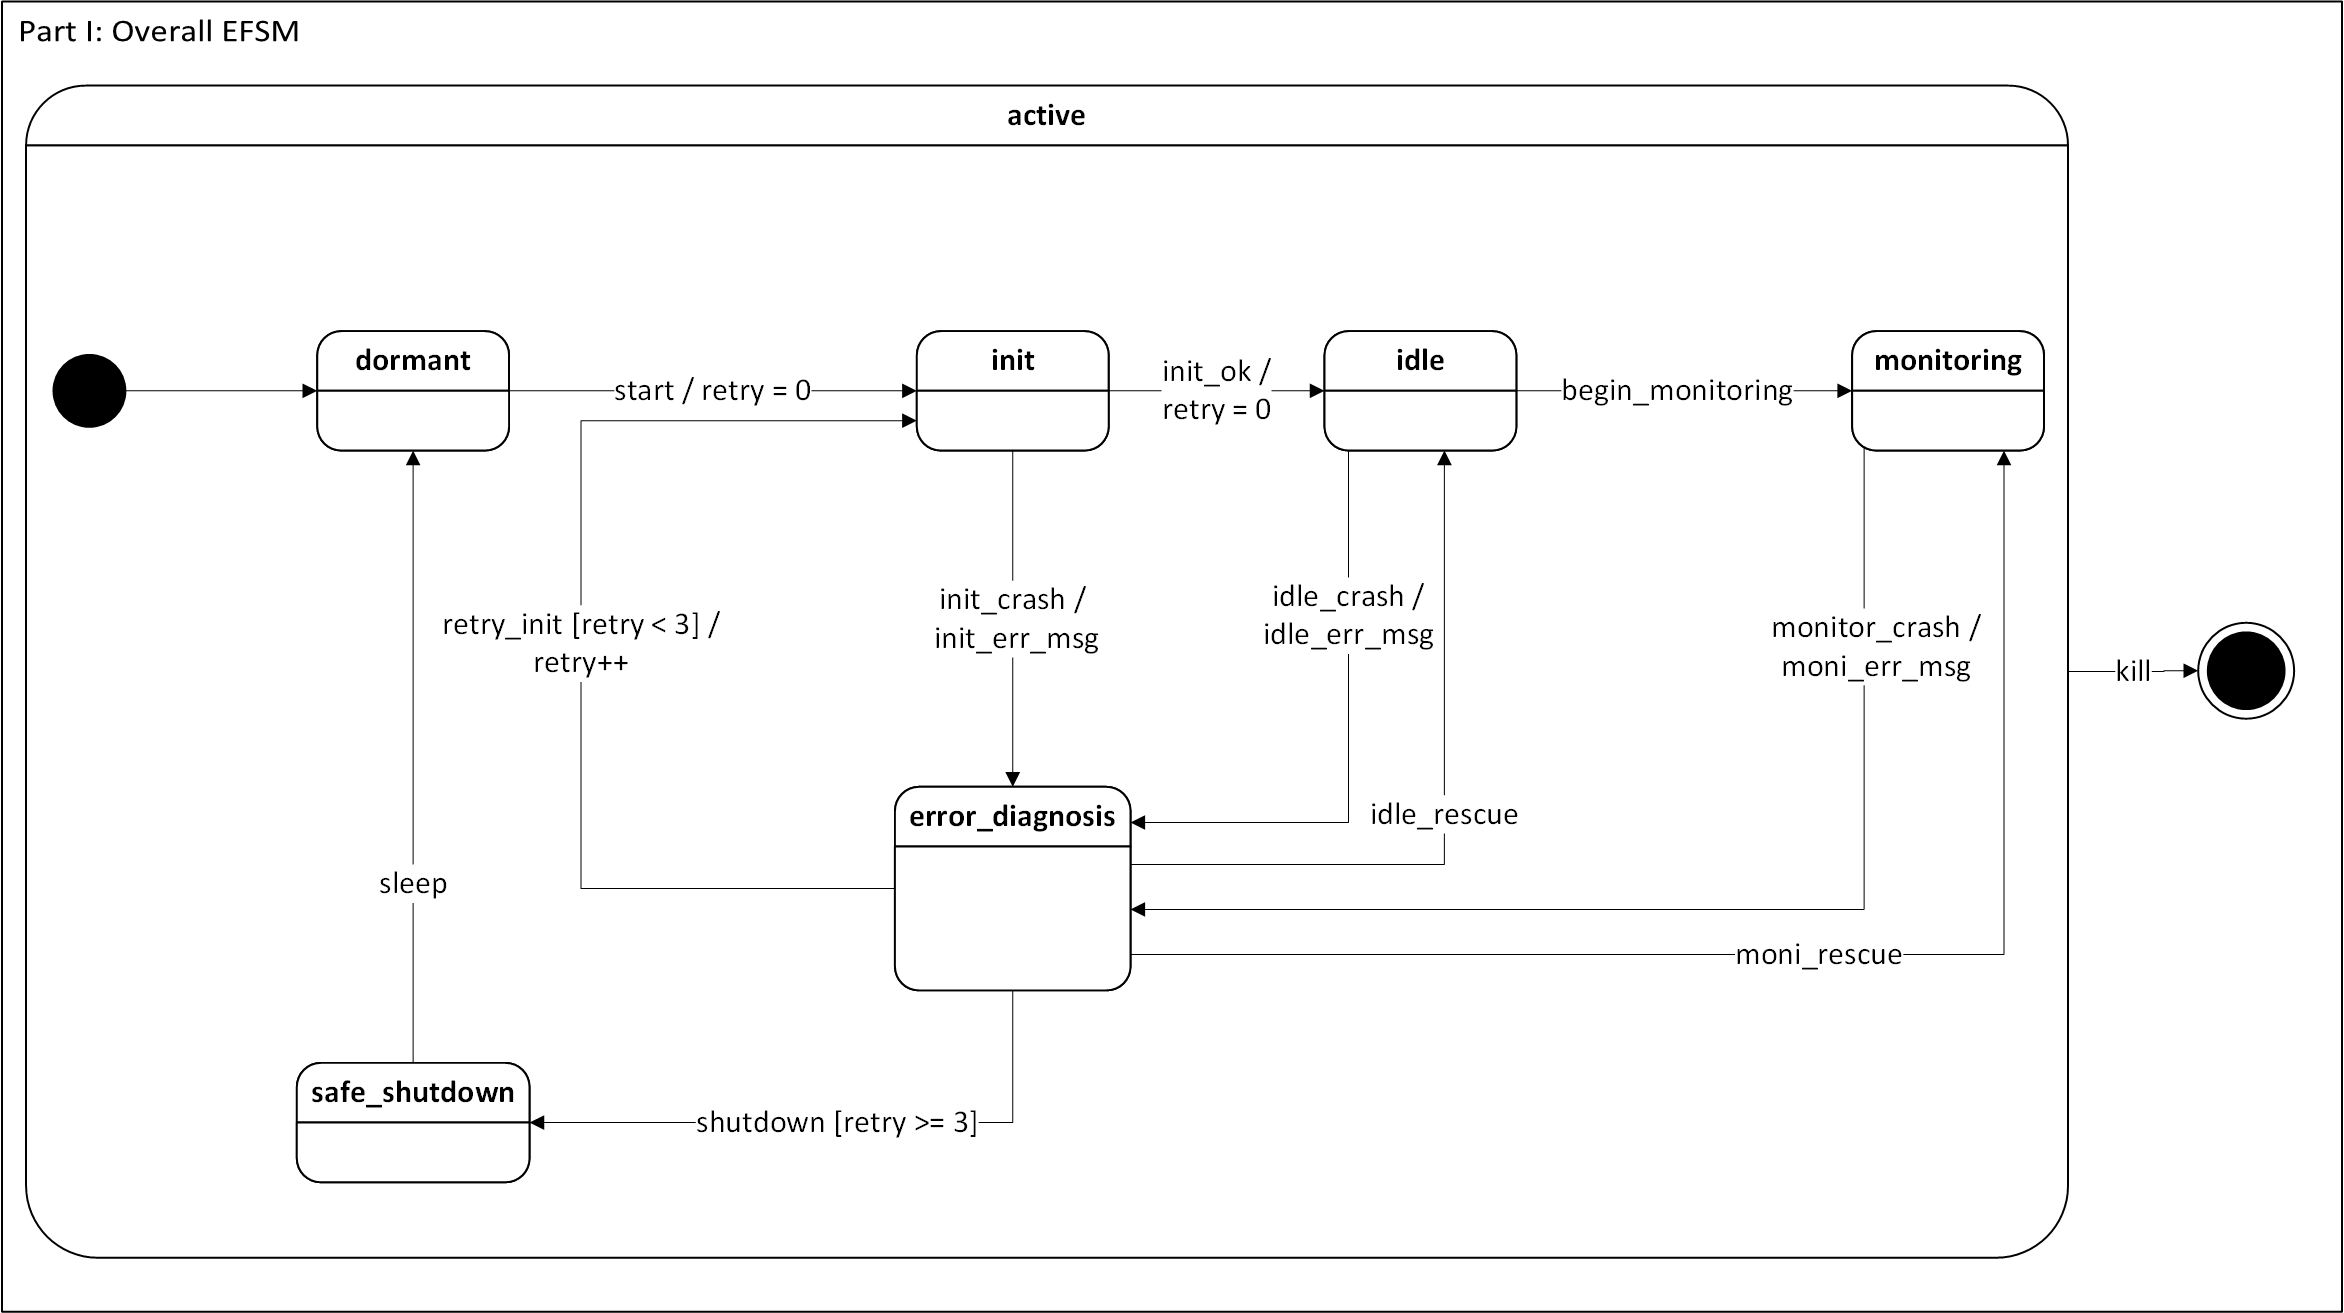 Part I: Overall EFSM
active
dormant
start / retry = 0
init
init_ok /
retry = 0
idle
begin_monitoring
monitoring
retry_init [retry < 3] /
retry++
init_crash /
init_err_msg
idle_crash /
idle_err_msg
monitor_crash /
moni_err_msg
kill
error_diagnosis
idle_rescue
sleep
moni_rescue
safe_shutdown
shutdown [retry >= 3]